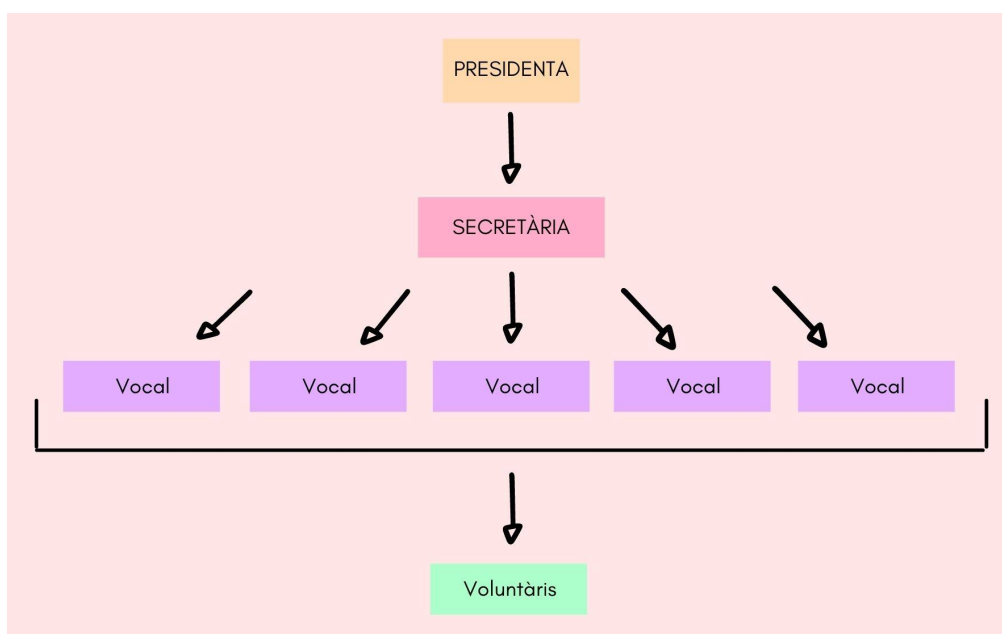 PRESIDENTA
SECRETÀRIA
Vocal
Vocal
Vocal
Vocal
Vocal
Voluntàris